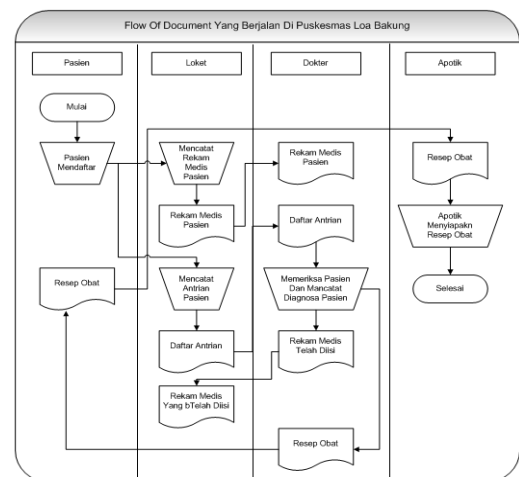 Flow Of Document Yang Berjalan Di Puskesmas Loa Bakung
Pasien
Loket
Dokter
Apotik
Mulai
Pasien
Mendaftar
Mencatat
Rekam
Medis
Pasien
Rekam Medis
Pasien
Resep Obat
Rekam Medis
Pasien
Daftar Antrian
Apotik
Menyiapakn
Resep Obat
Resep Obat
Mencatat
Antrian
Pasien
Memeriksa Pasien
Dan Mancatat
Diagnosa Pasien
Selesai
Daftar Antrian
Rekam Medis
Telah Diisi
Rekam Medis
Yang bTelah Diisi
Resep Obat